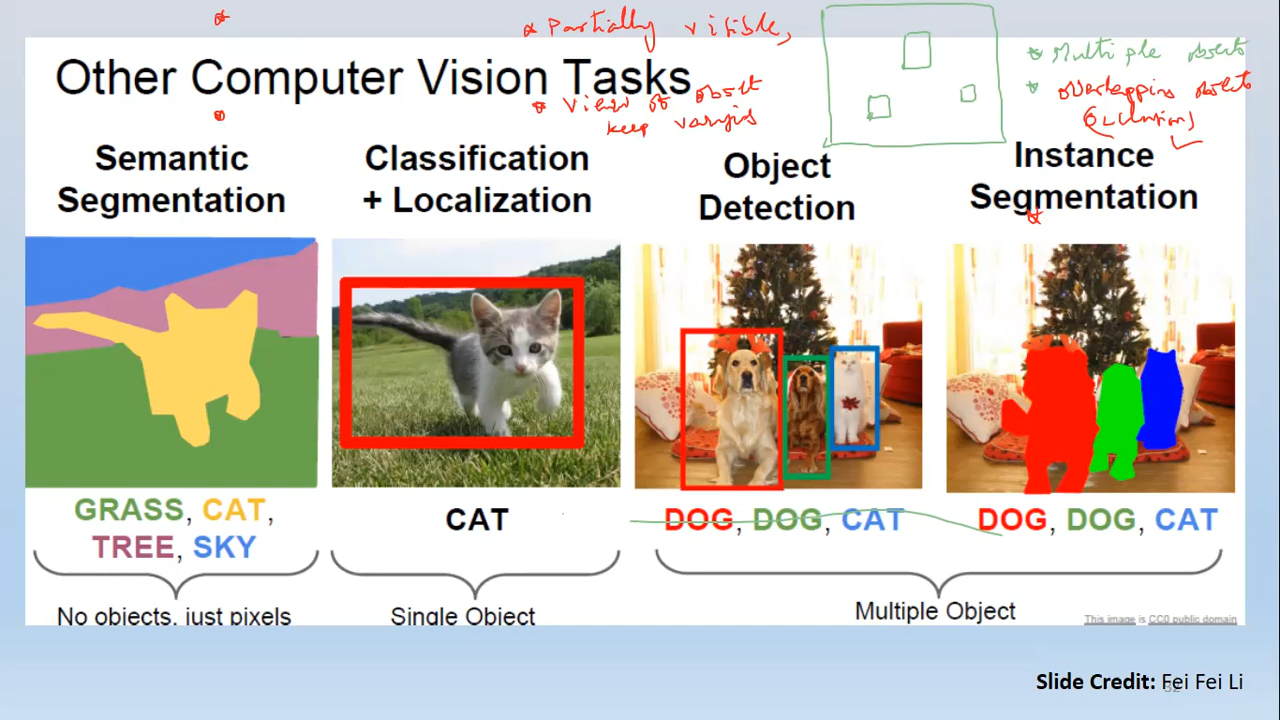 * Partially visible,
Other Computer Vision Tasks
* Views of object
keep varying
* Multiple objects
* overlapping objects
(Occlusions)
Semantic
Segmentation
Classification
+ Localization
Object
Detection
Instance
Segmentation
GRASS, CAT,
TREE, SKY
CAT
DOG, DOG, CAT
DOG, DOG, CAT
No objects, just pixels
Single Object
Multiple Object
This image is CC0 public domain
Slide Credit: Fei Fei Li